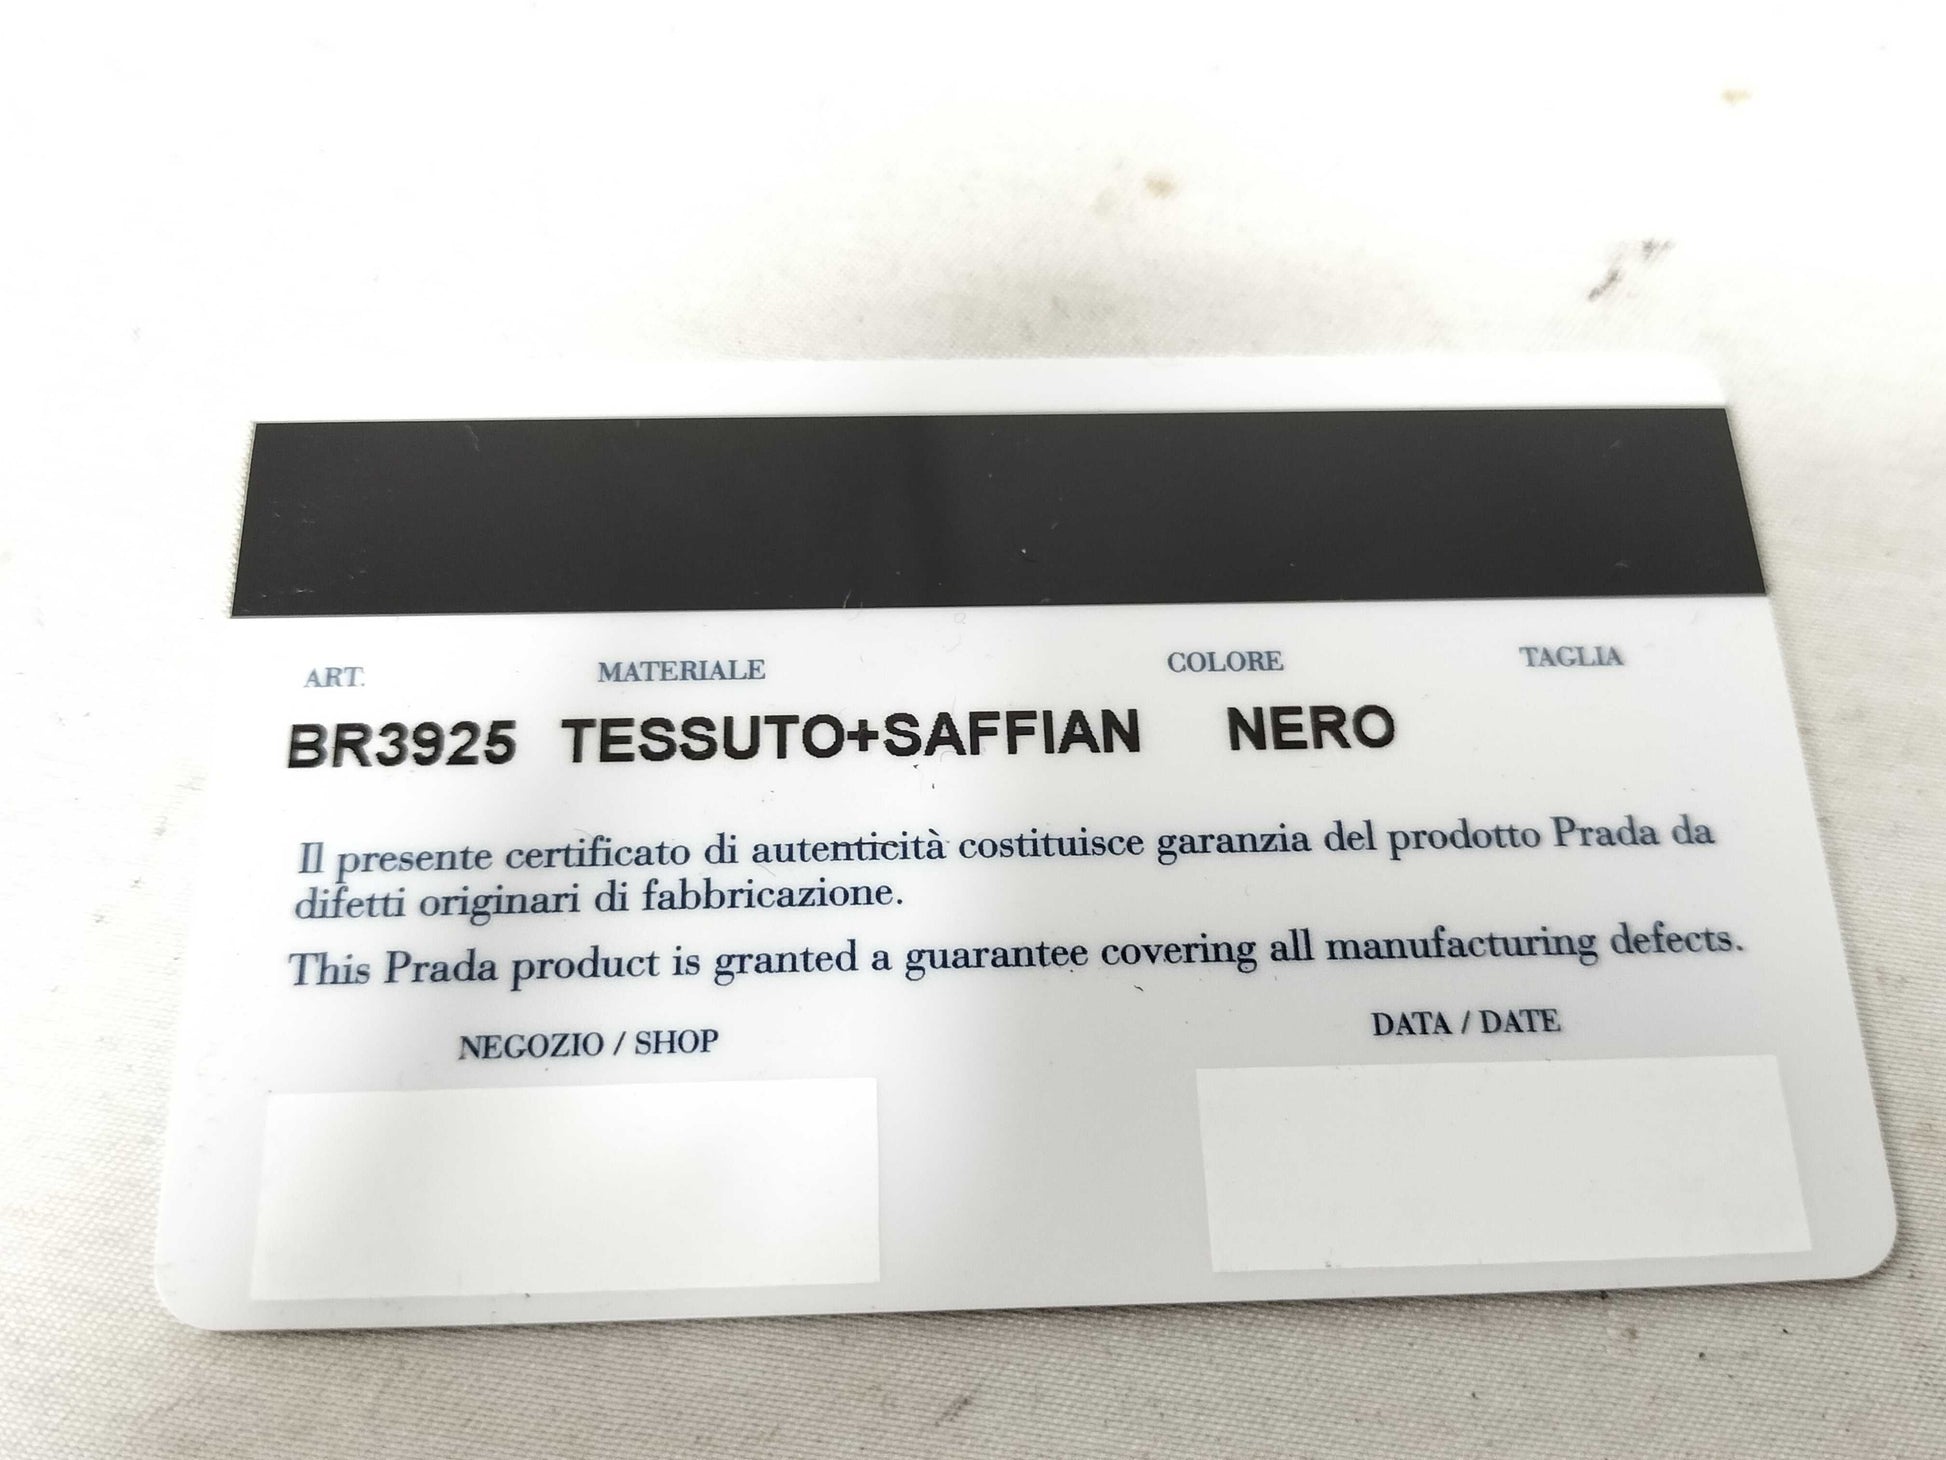 ART. MATERIALE COLORE TAGLIA
BR3925 TESSUTO+SAFFIAN NERO
Il presente certificato di autenticità costituisce garanzia del prodotto Prada da
difetti originari di fabbricazione.
This Prada product is granted a guarantee covering all manufacturing defects.
NEGOZIO / SHOP DATA / DATE